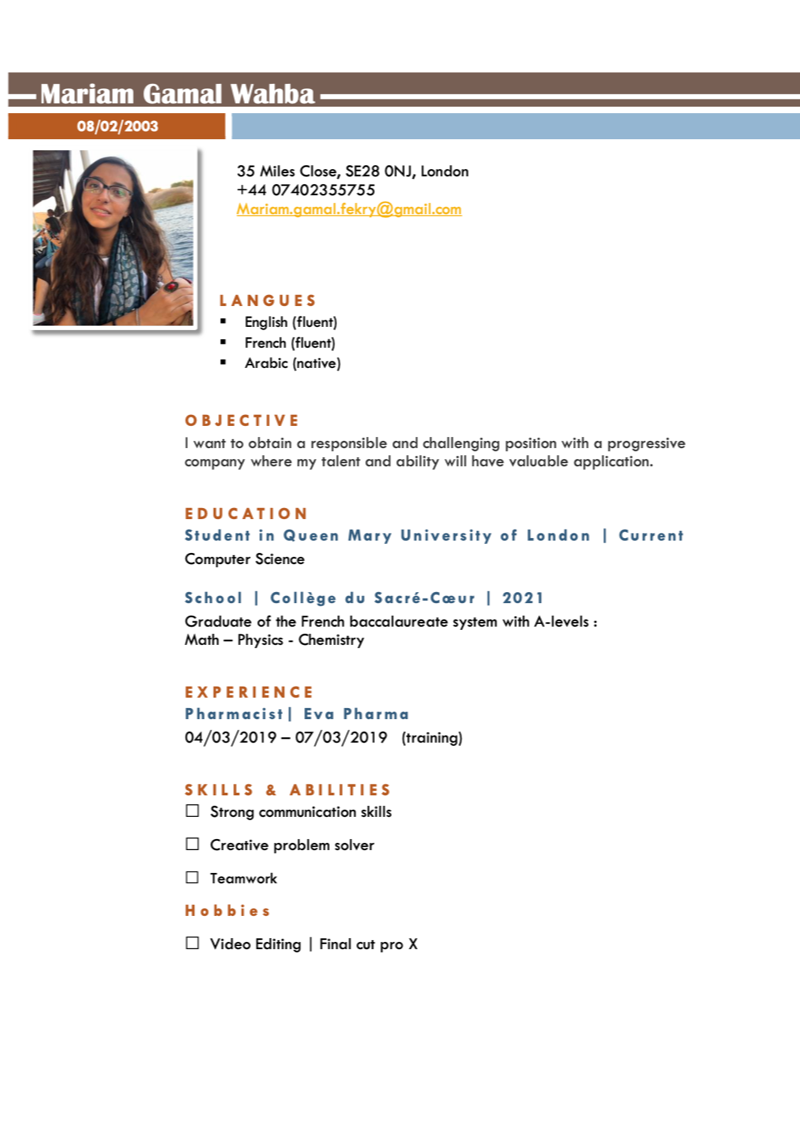 Mariam Gamal Wahba
08/02/2003
35 Miles Close, SE28 0NJ, London
+44 07402355755
Mariam.gamal.fekry@gmail.com
LANGUES
▪ English (fluent)
▪ French (fluent)
▪ Arabic (native)
OBJECTIVE
I want to obtain a responsible and challenging position with a progressive
company where my talent and ability will have valuable application.
EDUCATION
Student in Queen Mary University of London | Current
Computer Science
School | Collège du Sacré-Cœur | 2021
Graduate of the French baccalaureate system with A-levels :
Math – Physics - Chemistry
EXPERIENCE
Pharmacist| Eva Pharma
04/03/2019 – 07/03/2019 (training)
SKILLS & ABILITIES
☐ Strong communication skills
☐ Creative problem solver
☐ Teamwork
Hobbies
☐ Video Editing | Final cut pro X